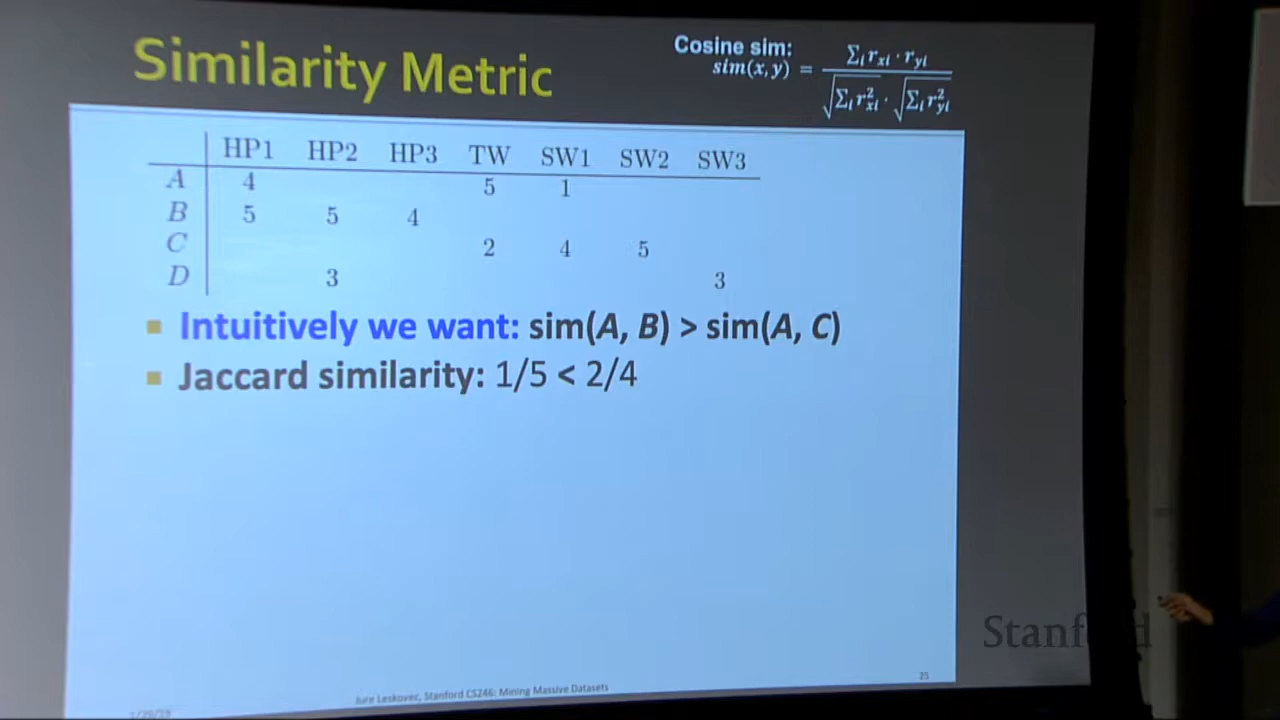 Similarity Metric
Cosine sim:
sim(x, y) = Σᵢ rₓᵢ · rᵧᵢ / √Σᵢ r²ₓᵢ · √Σᵢ r²ᵧᵢ
HP1 HP2 HP3 TW SW1 SW2 SW3
A 4 5 1
B 5 5 4
C 2 4 5
D 3 3
Intuitively we want: sim(A, B) > sim(A, C)
Jaccard similarity: 1/5 < 2/4
Stanford
Jure Leskovec, Stanford CS246: Mining Massive Datasets
25